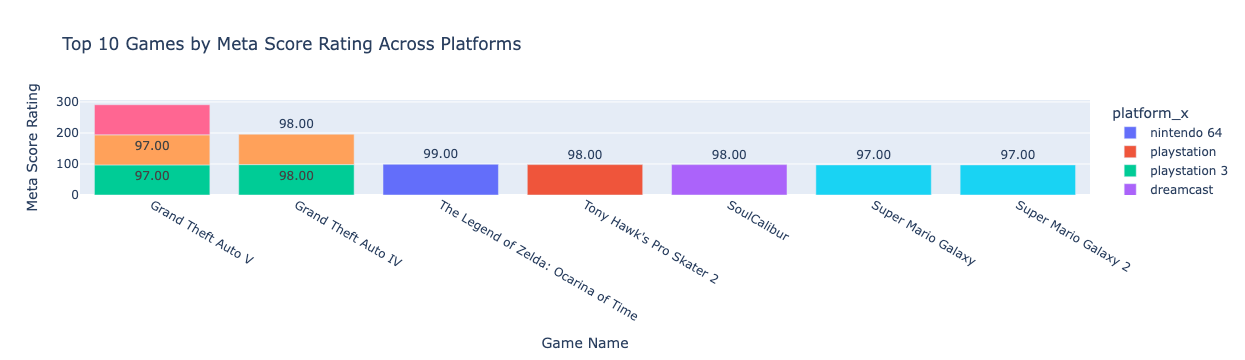 Top 10 Games by Meta Score Rating Across Platforms
Meta Score Rating
300
200
100
0
97.00
97.00
98.00
98.00
99.00
98.00
98.00
97.00
97.00
Grand Theft Auto V
Grand Theft Auto IV
The Legend of Zelda: Ocarina of Time
Tony Hawk's Pro Skater 2
SoulCalibur
Super Mario Galaxy
Super Mario Galaxy 2
Game Name
platform_x
nintendo 64
playstation
playstation 3
dreamcast